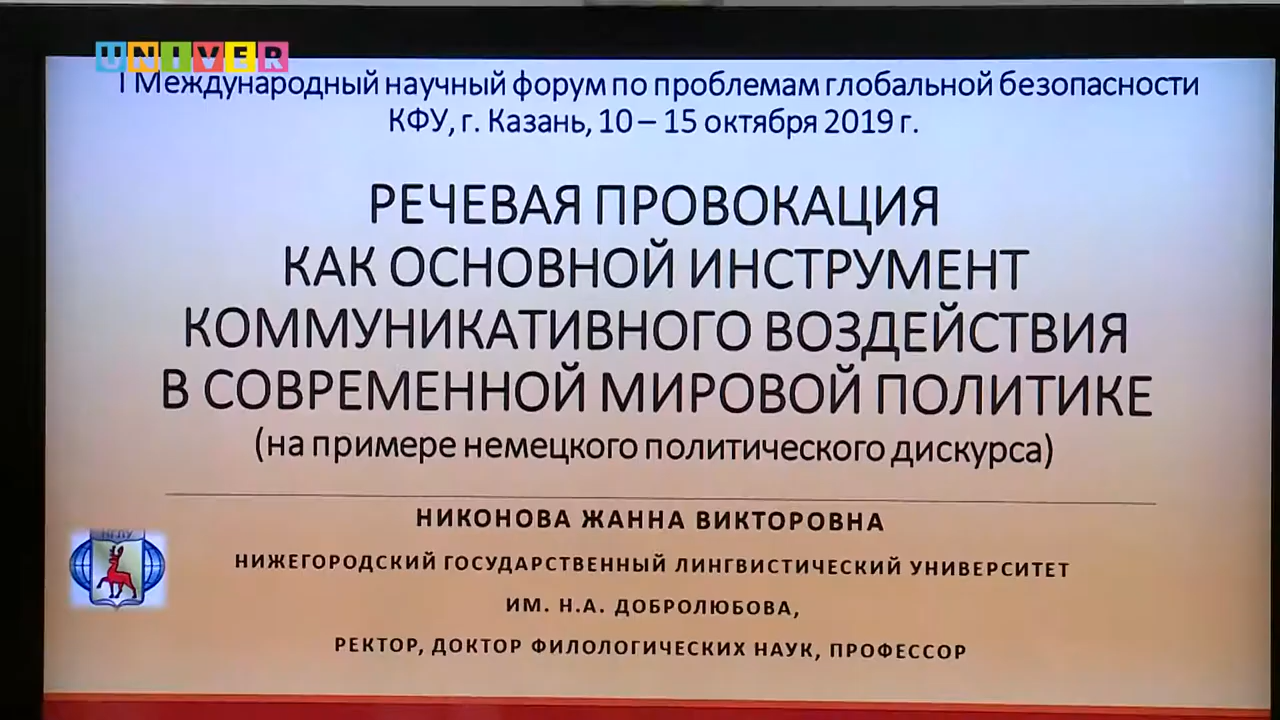 UNIVER
I Международный научный форум по проблемам глобальной безопасности
КФУ, г. Казань, 10 – 15 октября 2019 г.
РЕЧЕВАЯ ПРОВОКАЦИЯ
КАК ОСНОВНОЙ ИНСТРУМЕНТ
КОММУНИКАТИВНОГО ВОЗДЕЙСТВИЯ
В СОВРЕМЕННОЙ МИРОВОЙ ПОЛИТИКЕ
(на примере немецкого политического дискурса)
НИКОНОВА ЖАННА ВИКТОРОВНА
НГЛУ
НИЖЕГОРОДСКИЙ ГОСУДАРСТВЕННЫЙ ЛИНГВИСТИЧЕСКИЙ УНИВЕРСИТЕТ
ИМ. Н.А. ДОБРОЛЮБОВА,
РЕКТОР, ДОКТОР ФИЛОЛОГИЧЕСКИХ НАУК, ПРОФЕССОР